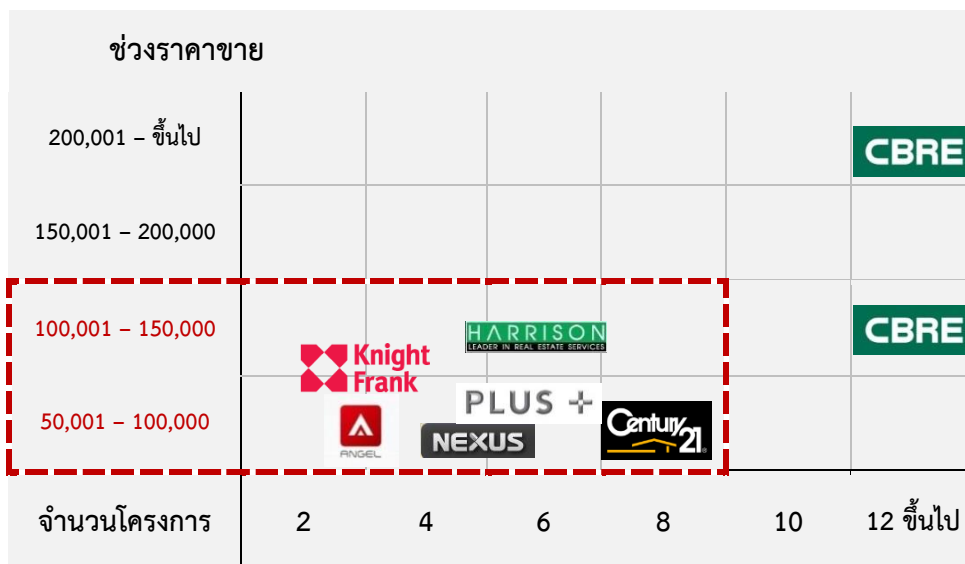 ช่วงราคาขาย
200,001 – ขึ้นไป
CBRE
150,001 – 200,000
100,001 – 150,000
HARRISON
LEADER IN REAL ESTATE SERVICES
CBRE
Knight
Frank
50,001 – 100,000
ANGEL
PLUS +
NEXUS
Century 21
จำนวนโครงการ 2 4 6 8 10 12 ขึ้นไป